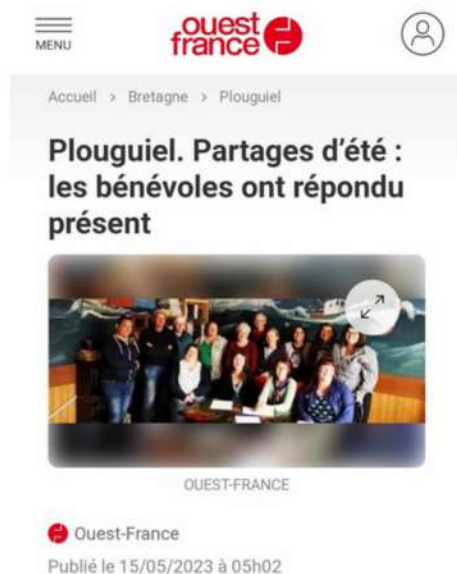 MENU
ouest
france
Accueil > Bretagne > Plouguiel
Plouguiel. Partages d'été :
les bénévoles ont répondu
présent
OUEST-FRANCE
Ouest-France
Publié le 15/05/2023 à 05h02